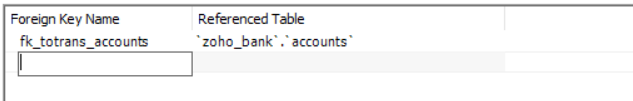 Foreign Key Name Referenced Table
fk_totrans_accounts `zoho_bank`.`accounts`